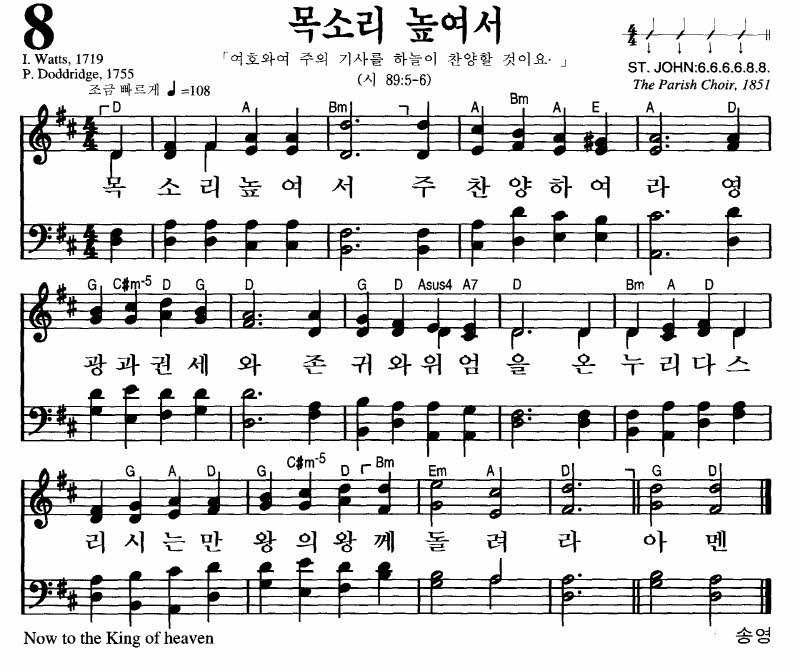 8
목소리 높여서
I. Watts, 1719
P. Doddridge, 1755
「여호와여 주의 기사를 하늘이 찬양할 것이요·」
(시 89:5-6)
4/4
ST. JOHN:6.6.6.6.8.8.
The Parish Choir, 1851
조금 빠르게 ♩=108
D A Bm Bm A E A D
목 소 리 높 여 서 주 찬 양 하 여 라 영
G C#m-5 D G D G D Asus4 A7 D Bm A D
광 과 권 세 와 존 귀 와 위 엄 을 온 누 리 다 스
G A D G C#m-5 D Bm Em A D G D
리 시 는 만 왕 의 왕 께 돌 려 라 아 멘
Now to the King of heaven
송영